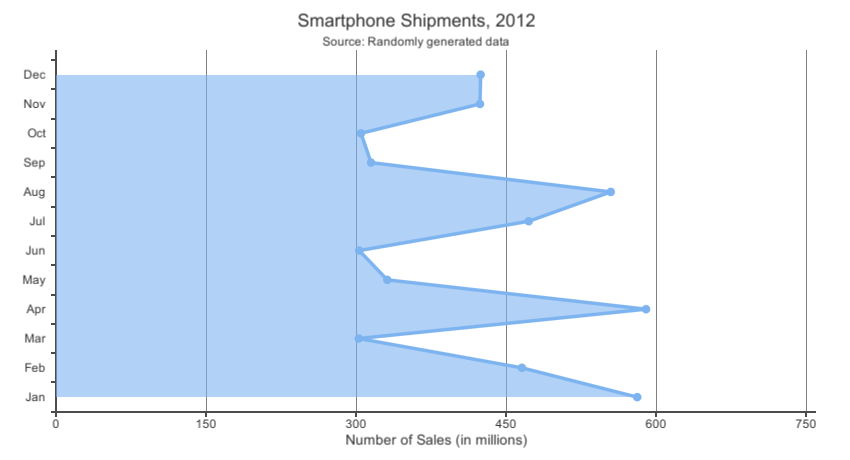 Smartphone Shipments, 2012
Source: Randomly generated data
Dec
Nov
Oct
Sep
Aug
Jul
Jun
May
Apr
Mar
Feb
Jan
0 150 300 450 600 750
Number of Sales (in millions)